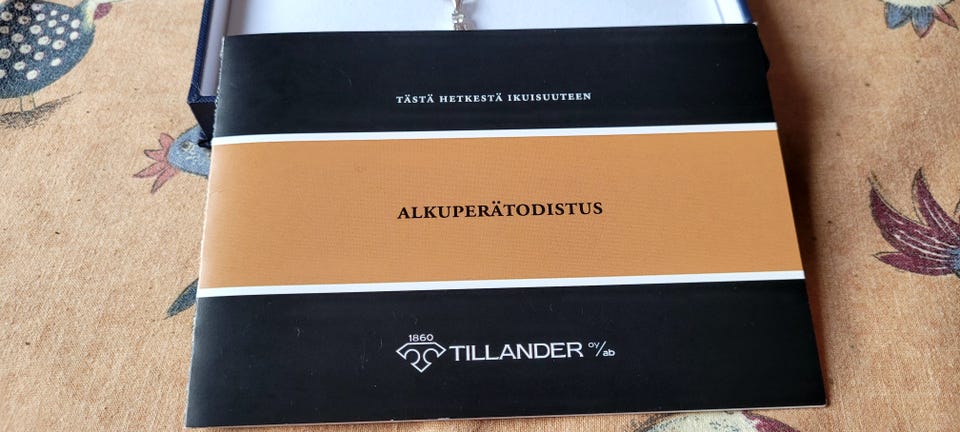 TÄSTÄ HETKESTÄ IKUISUUTEEN
ALKUPERÄTODISTUS
1860
TILLANDER oy/ab